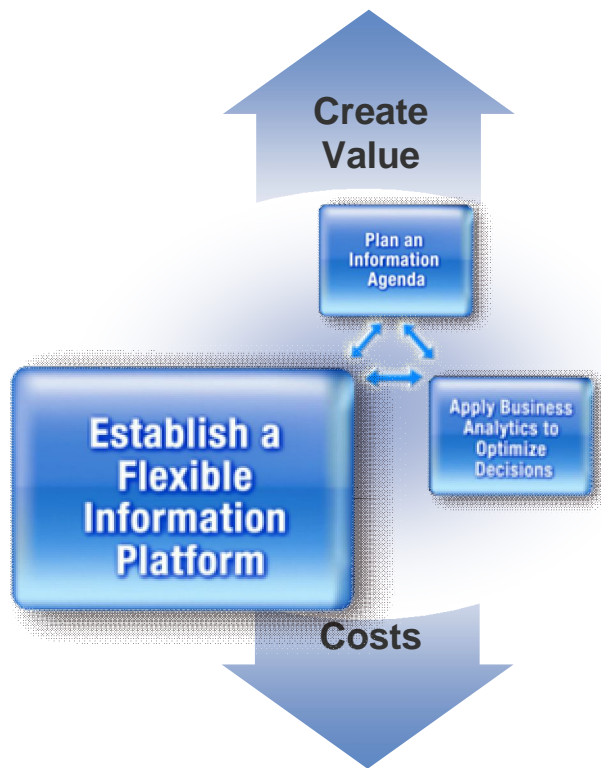 Create
Value
Plan an
Information
Agenda
Establish a
Flexible
Information
Platform
Apply Business
Analytics to
Optimize
Decisions
Costs